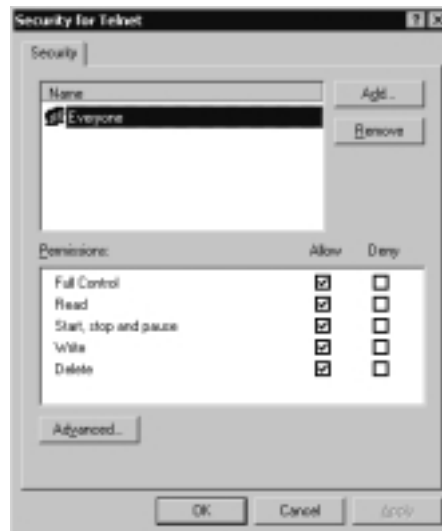 Security for Telnet
Security
Name
Add...
Everyone
Remove
Permissions:
Allow
Deny
Full Control
Read
Start, stop and pause
Write
Delete
Advanced...
OK
Cancel
Apply